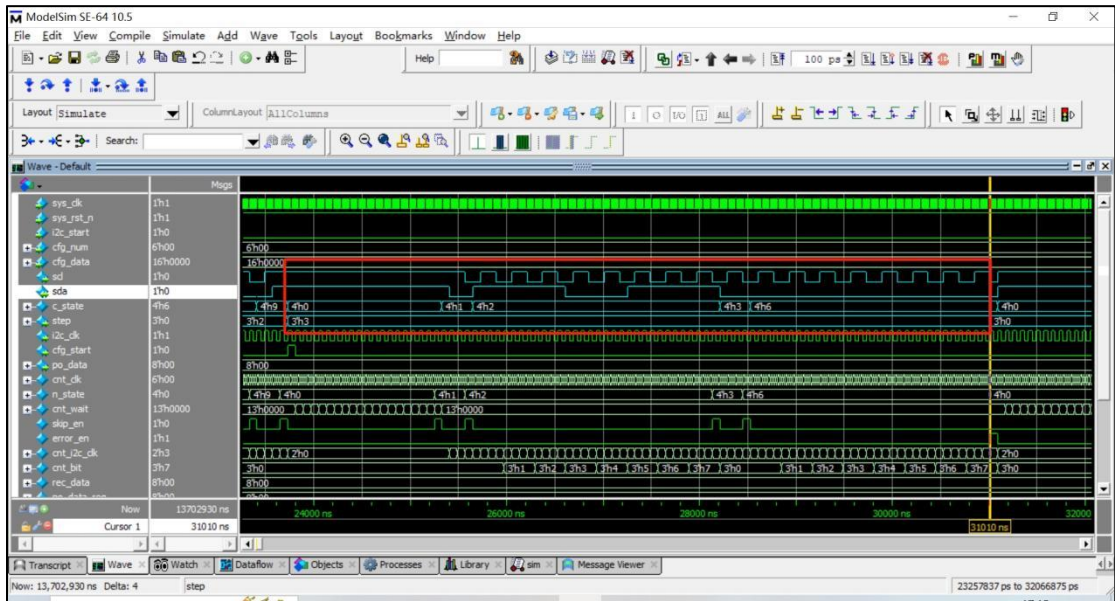 ModelSim SE-64 10.5
File Edit View Compile Simulate Add Wave Tools Layout Bookmarks Window Help
Help
100 ps
Layout Simulate
ColumnLayout AllColumns
Search:
Wave - Default
Msgs
sys_clk 1'h1
sys_rst_n 1'h1
i2c_start 1'h0
cfg_num 6'h00 6'h00
cfg_data 16'h0000 16'h0000
scl 1'h0
sda 1'h0
c_state 4'h6 4'h9 4'h0 4'h1 4'h2 4'h3 4'h6 4'h0
step 3'h0 3'h2 3'h3 3'h0
i2c_clk 1'h1
cfg_start 1'h0
po_data 8'h00 8'h00
cnt_clk 6'h00
n_state 4'h0 4'h9 4'h0 4'h1 4'h2 4'h3 4'h6 4'h0
cnt_wait 13'h0000 13'h0000 13'h0000
skip_en 1'h0
error_en 1'h1
cnt_i2c_clk 2'h3 2'h0 2'h0
cnt_bit 3'h7 3'h0 3'h1 3'h2 3'h3 3'h4 3'h5 3'h6 3'h7 3'h0 3'h1 3'h2 3'h3 3'h4 3'h5 3'h6 3'h7 3'h0
rec_data 8'h00 8'h00
Now 13702930 ns 24000 ns 26000 ns 28000 ns 30000 ns 32000
Cursor 1 31010 ns 31010 ns
Transcript Wave Watch Dataflow Objects Processes Library sim Message Viewer
Now: 13,702,930 ns Delta: 4 step 23257837 ps to 32066875 ps